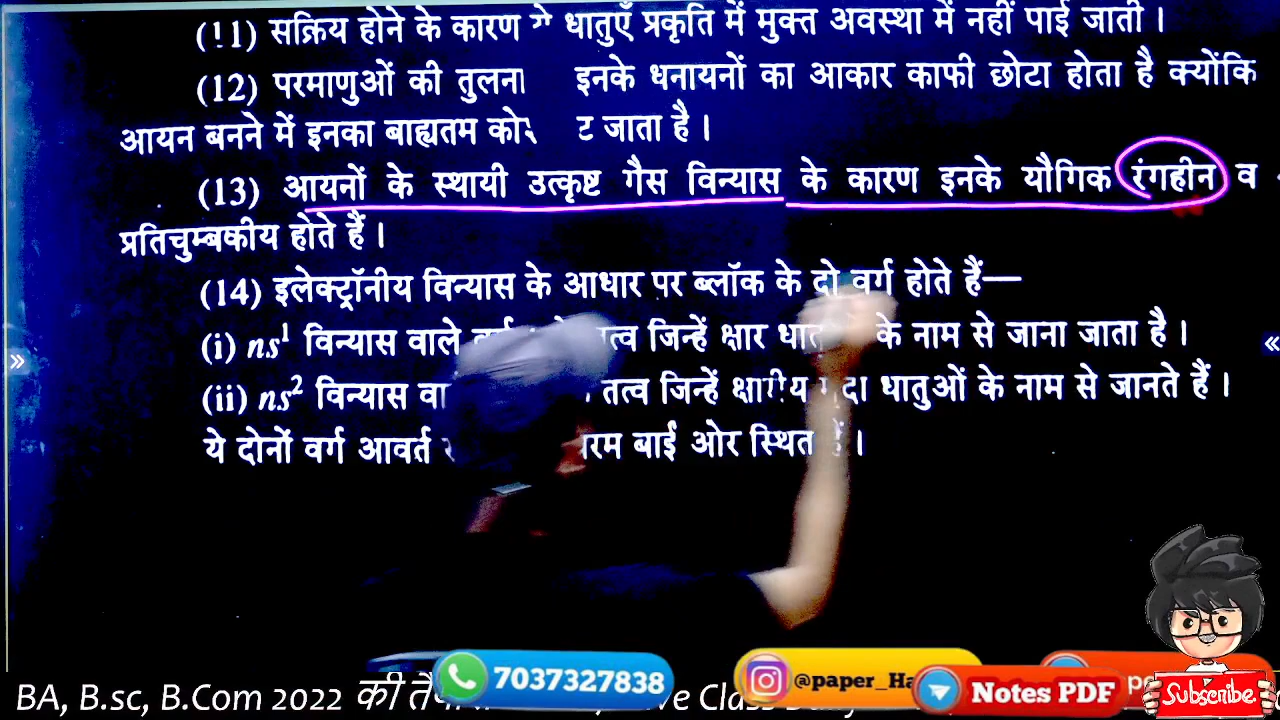 (11) सक्रिय होने के कारण ये धातुएँ प्रकृति में मुक्त अवस्था में नहीं पाई जाती ।
(12) परमाणुओं की तुलना इनके धनायनों का आकार काफी छोटा होता है क्योंकि
आयन बनने में इनका बाह्यतम जाता है ।
(13) आयनों के स्थायी उत्कृष्ट गैस विन्यास के कारण इनके यौगिक रंगहीन व
प्रतिचुम्बकीय होते हैं ।
(14) इलेक्ट्रॉनीय विन्यास के आधार पर ब्लॉक के दो वर्ग होते हैं—
(i) ns¹ विन्यास वाले जिन्हें क्षार के नाम से जाना जाता है ।
(ii) ns² विन्यास तत्व जिन्हें क्षारीय धातुओं के नाम से जानते हैं ।
ये दोनों वर्ग आवर्त बाईं ओर स्थित हैं ।
BA, B.sc, B.Com 2022 की
7037327838
@paper_Ha
Notes PDF
Subscribe